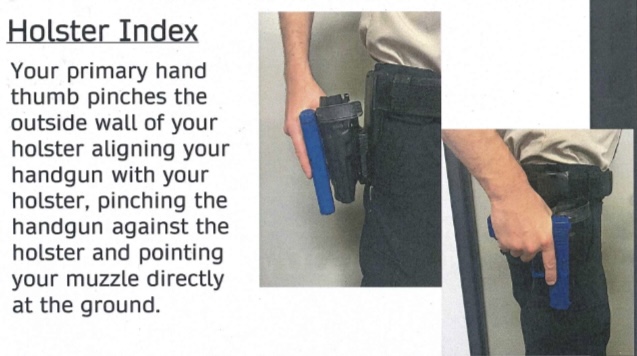 Holster Index
Your primary hand
thumb pinches the
outside wall of your
holster aligning your
handgun with your
holster, pinching the
handgun against the
holster and pointing
your muzzle directly
at the ground.